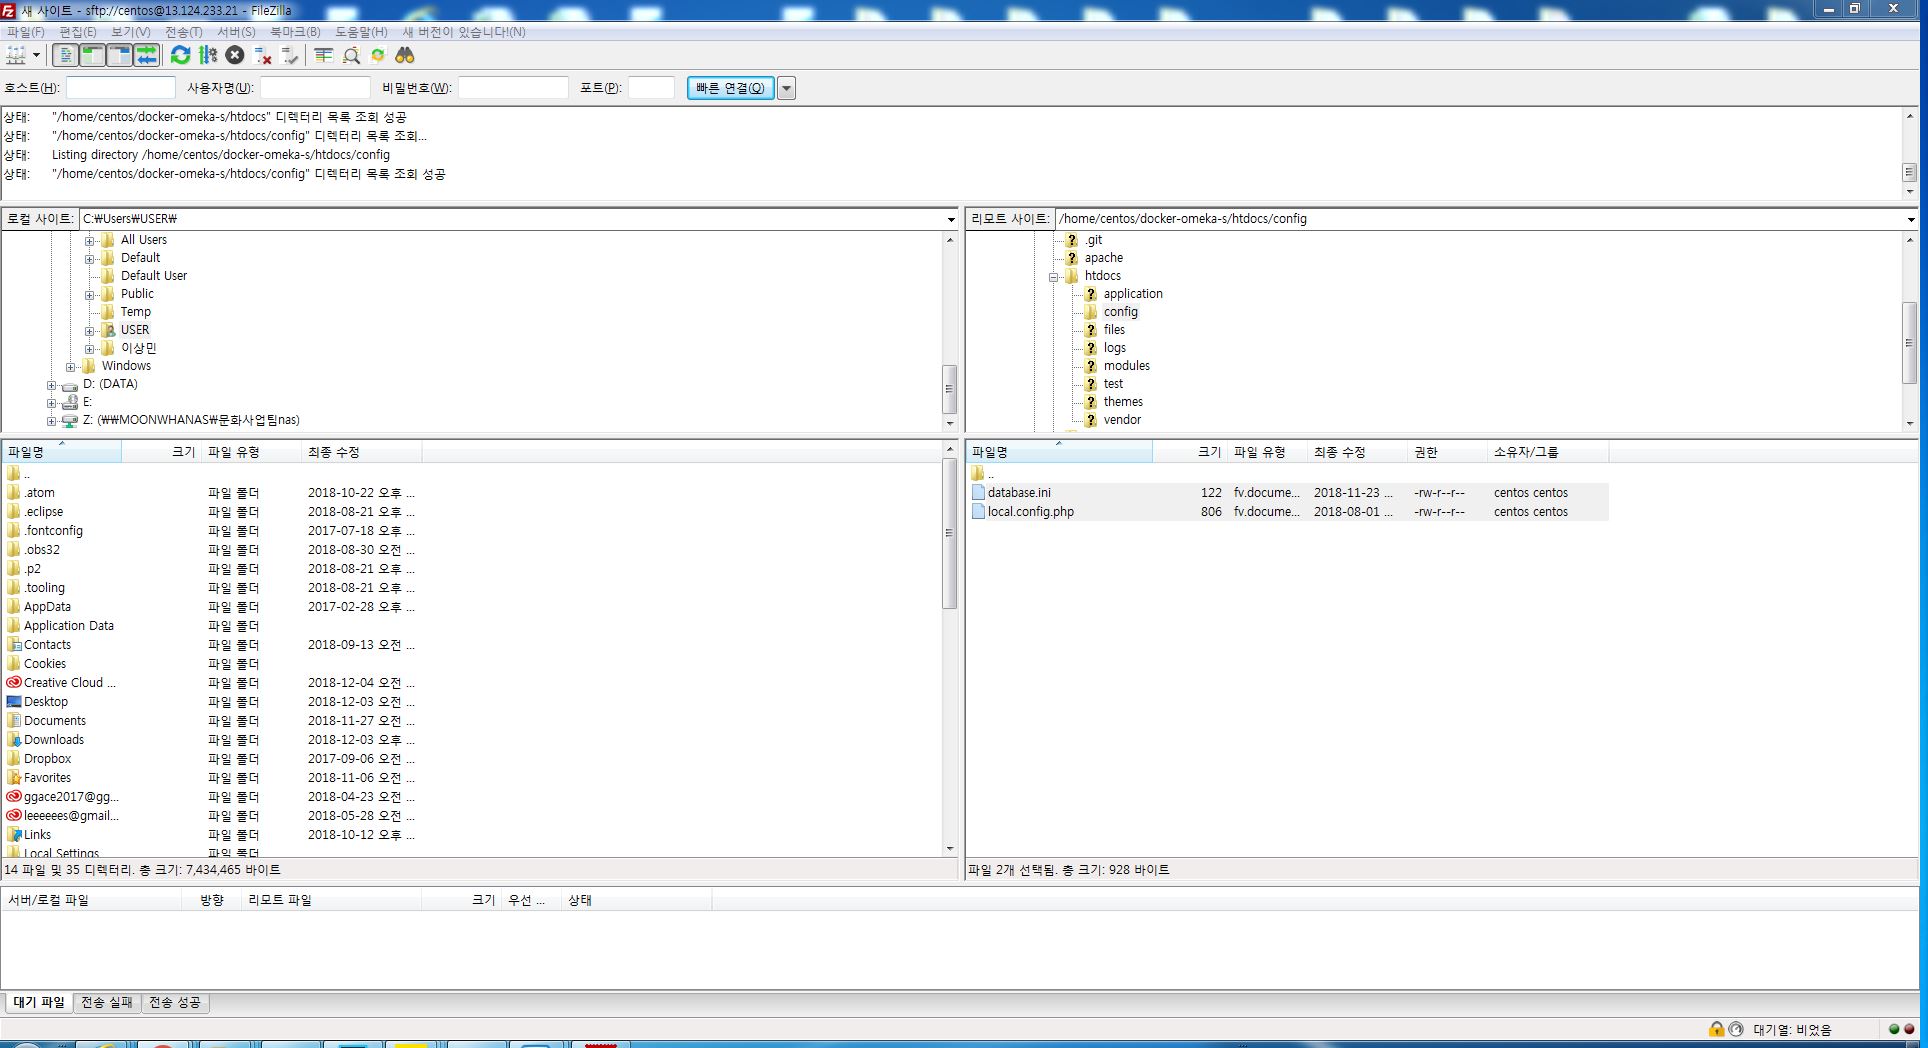 새 사이트 - sftp://centos@13.124.233.21 - FileZilla
파일(F) 편집(E) 보기(V) 전송(T) 서버(S) 북마크(B) 도움말(H) 새 버전이 있습니다!(N)
호스트(H): 사용자명(U): 비밀번호(W): 포트(P): 빠른 연결(Q)
상태: "/home/centos/docker-omeka-s/htdocs" 디렉터리 목록 조회 성공
상태: "/home/centos/docker-omeka-s/htdocs/config" 디렉터리 목록 조회...
상태: Listing directory /home/centos/docker-omeka-s/htdocs/config
상태: "/home/centos/docker-omeka-s/htdocs/config" 디렉터리 목록 조회 성공
로컬 사이트: C:₩Users₩USER₩
All Users
Default
Default User
Public
Temp
USER
이상민
Windows
D: (DATA)
E:
Z: (₩₩MOONWHANAS₩문화사업팀nas)
리모트 사이트: /home/centos/docker-omeka-s/htdocs/config
.git
apache
htdocs
application
config
files
logs
modules
test
themes
vendor
파일명 크기 파일 유형 최종 수정
..
.atom 파일 폴더 2018-10-22 오후 ...
.eclipse 파일 폴더 2018-08-21 오후 ...
.fontconfig 파일 폴더 2017-07-18 오후 ...
.obs32 파일 폴더 2018-08-30 오전 ...
.p2 파일 폴더 2018-08-21 오후 ...
.tooling 파일 폴더 2018-08-21 오후 ...
AppData 파일 폴더 2017-02-28 오후 ...
Application Data 파일 폴더
Contacts 파일 폴더 2018-09-13 오전 ...
Cookies 파일 폴더
Creative Cloud ... 파일 폴더 2018-12-04 오전 ...
Desktop 파일 폴더 2018-12-03 오전 ...
Documents 파일 폴더 2018-11-27 오전 ...
Downloads 파일 폴더 2018-12-03 오후 ...
Dropbox 파일 폴더 2017-09-06 오전 ...
Favorites 파일 폴더 2018-11-06 오전 ...
ggace2017@gg... 파일 폴더 2018-04-23 오전 ...
leeeeees@gmail... 파일 폴더 2018-05-28 오전 ...
Links 파일 폴더 2018-10-12 오후 ...
Local Settings 파일 폴더
14 파일 및 35 디렉터리. 총 크기: 7,434,465 바이트
파일명 크기 파일 유형 최종 수정 권한 소유자/그룹
..
database.ini 122 fv.docume... 2018-11-23 ... -rw-r--r-- centos centos
local.config.php 806 fv.docume... 2018-08-01 ... -rw-r--r-- centos centos
파일 2개 선택됨. 총 크기: 928 바이트
서버/로컬 파일 방향 리모트 파일 크기 우선 ... 상태
대기 파일 전송 실패 전송 성공
대기열: 비었음